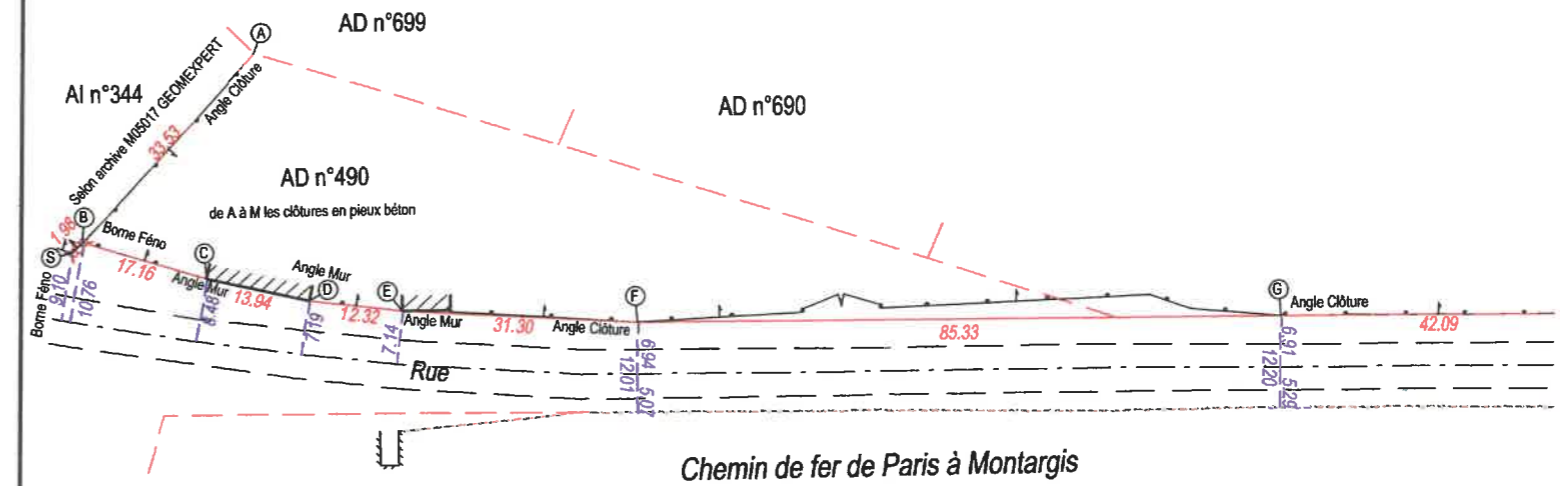 A
AD n°699
AI n°344
Selon archive M05017 GEOMEXPERT
33.53
Angle Clôture
AD n°690
AD n°490
de A à M les clôtures en pieux béton
B
S
1.98
Borne Féno
Borne Féno
9.10
10.76
17.16
C
Angle Mur
8.48
13.94
Angle Mur
D
7.19
12.32
E
7.14
Angle Mur
31.30
Angle Clôture
F
6.94
12.01
5.07
85.33
G
Angle Clôture
6.91
12.20
5.29
42.09
Rue
Chemin de fer de Paris à Montargis